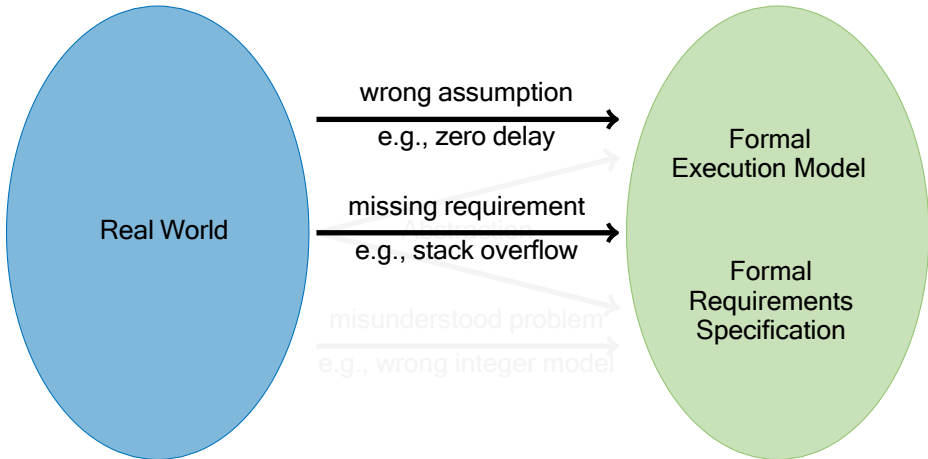 wrong assumption
e.g., zero delay
Formal
Execution Model
Real World
missing requirement
Abstraction
e.g., stack overflow
Formal
Requirements
Specification
misunderstood problem
e.g., wrong integer model